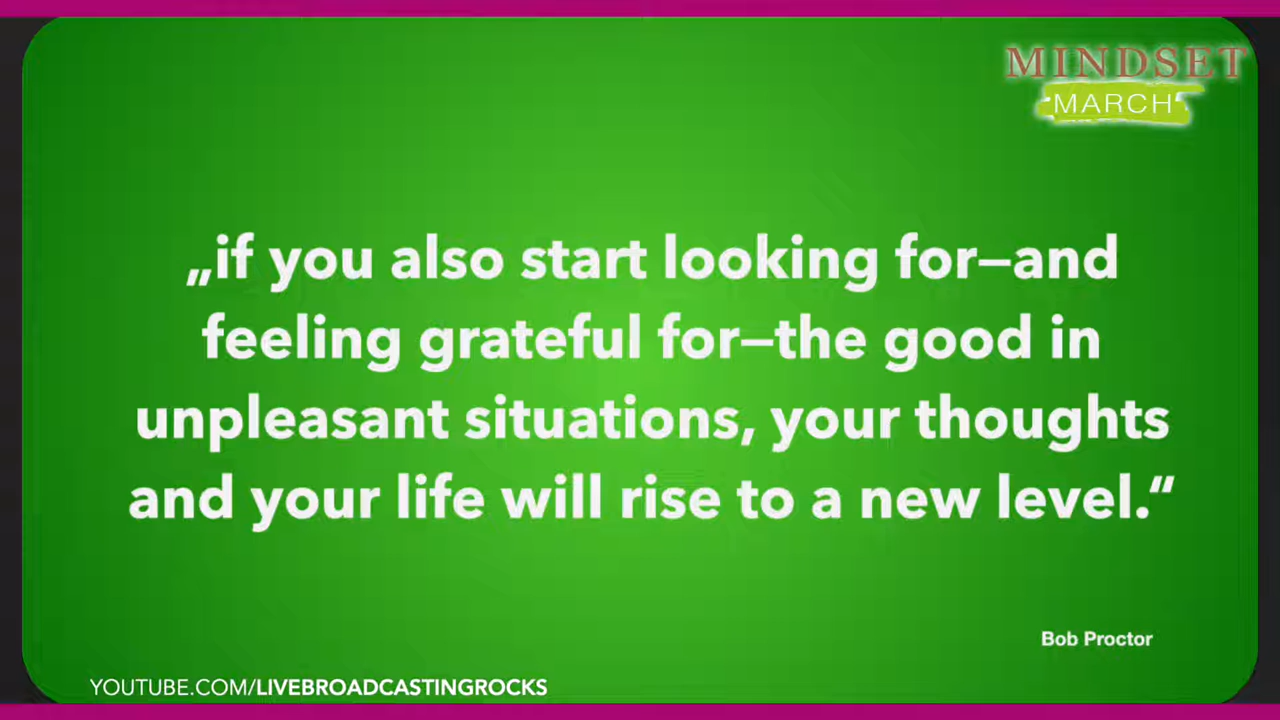 MINDSET
MARCH
„if you also start looking for—and
feeling grateful for—the good in
unpleasant situations, your thoughts
and your life will rise to a new level.“
Bob Proctor
YOUTUBE.COM/LIVEBROADCASTINGROCKS